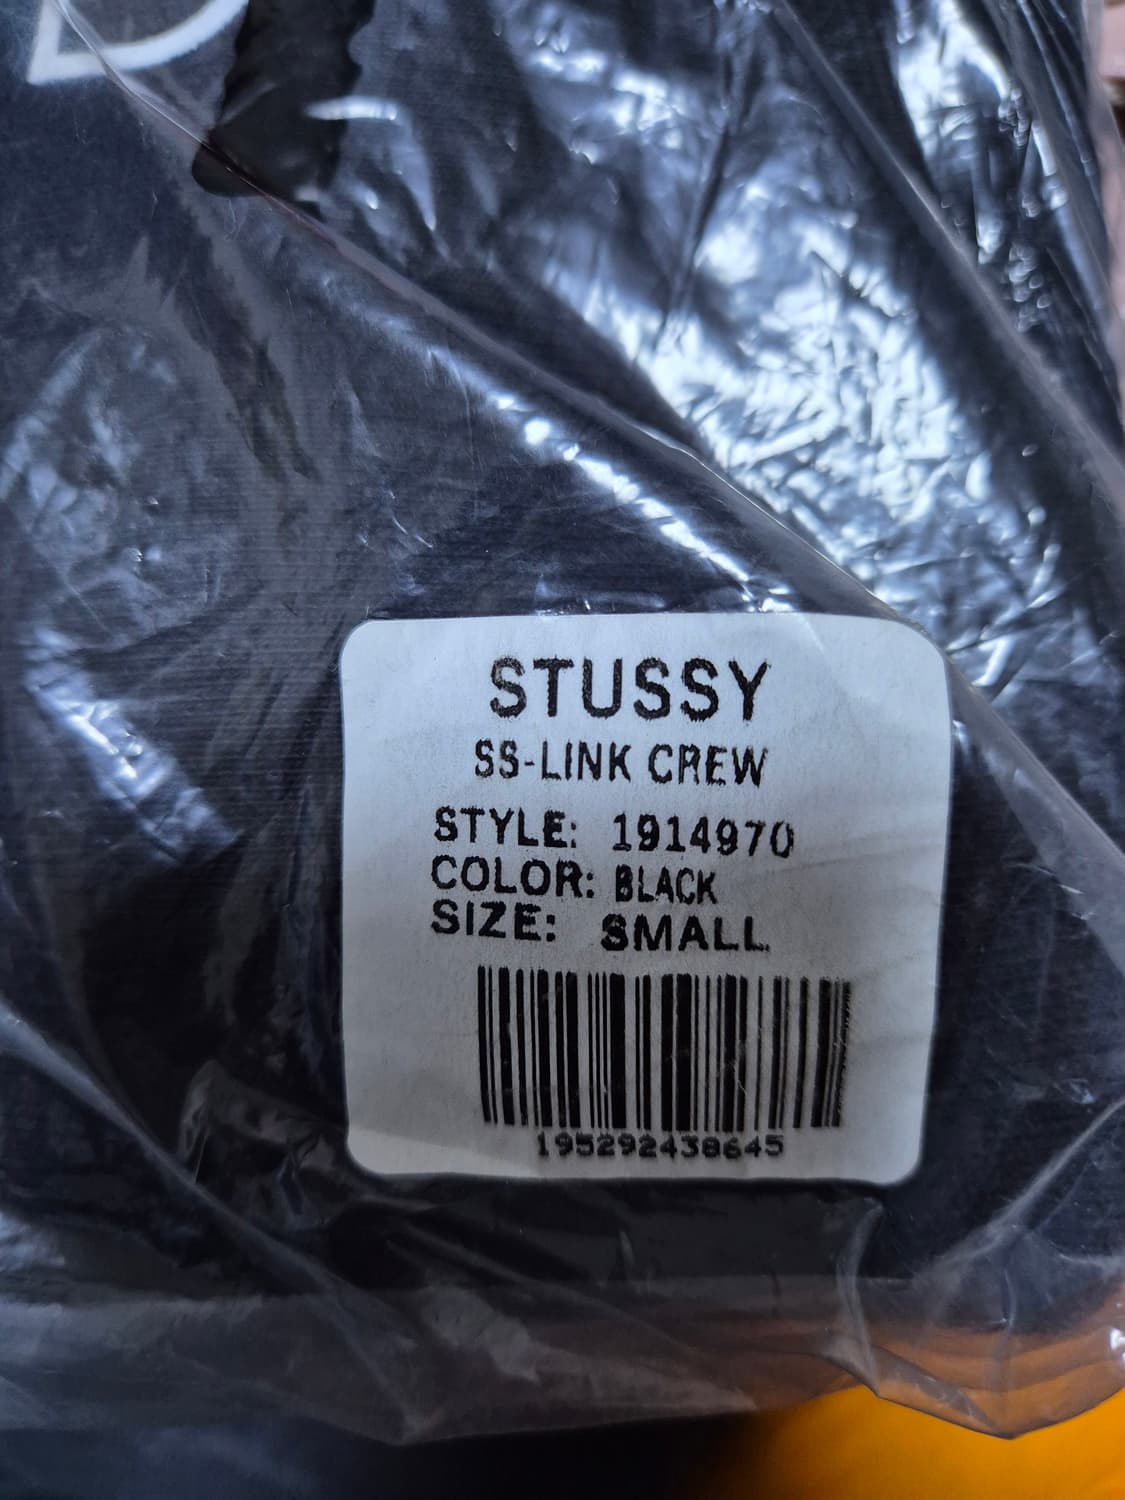 STUSSY
SS-LINK CREW
STYLE: 1914970
COLOR: BLACK
SIZE: SMALL
195292438645